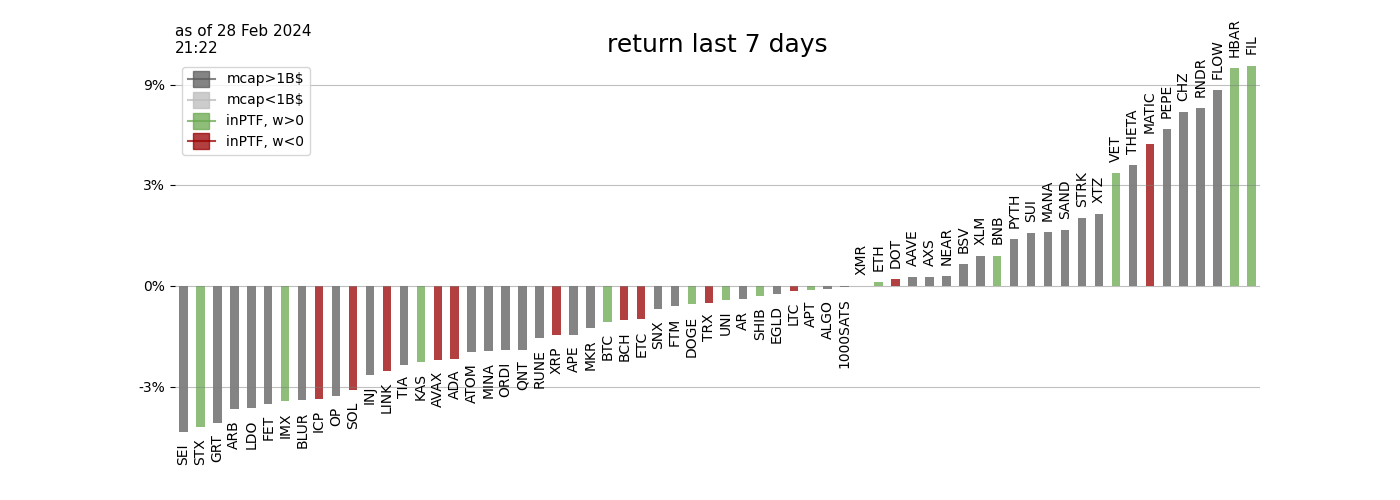 as of 28 Feb 2024
21:22
return last 7 days
mcap>1B$
mcap<1B$
inPTF, w>0
inPTF, w<0
9%
3%
0%
-3%
SEI
STX
GRT
ARB
LDO
FET
IMX
BLUR
ICP
OP
SOL
INJ
LINK
TIA
KAS
AVAX
ADA
ATOM
MINA
ORDI
QNT
RUNE
XRP
APE
MKR
BTC
BCH
ETC
SNX
FTM
DOGE
TRX
UNI
AR
SHIB
EGLD
LTC
APT
ALGO
1000SATS
XMR
ETH
DOT
AAVE
AXS
NEAR
BSV
XLM
BNB
PYTH
SUI
MANA
SAND
STRK
XTZ
VET
THETA
MATIC
PEPE
CHZ
RNDR
FLOW
HBAR
FIL